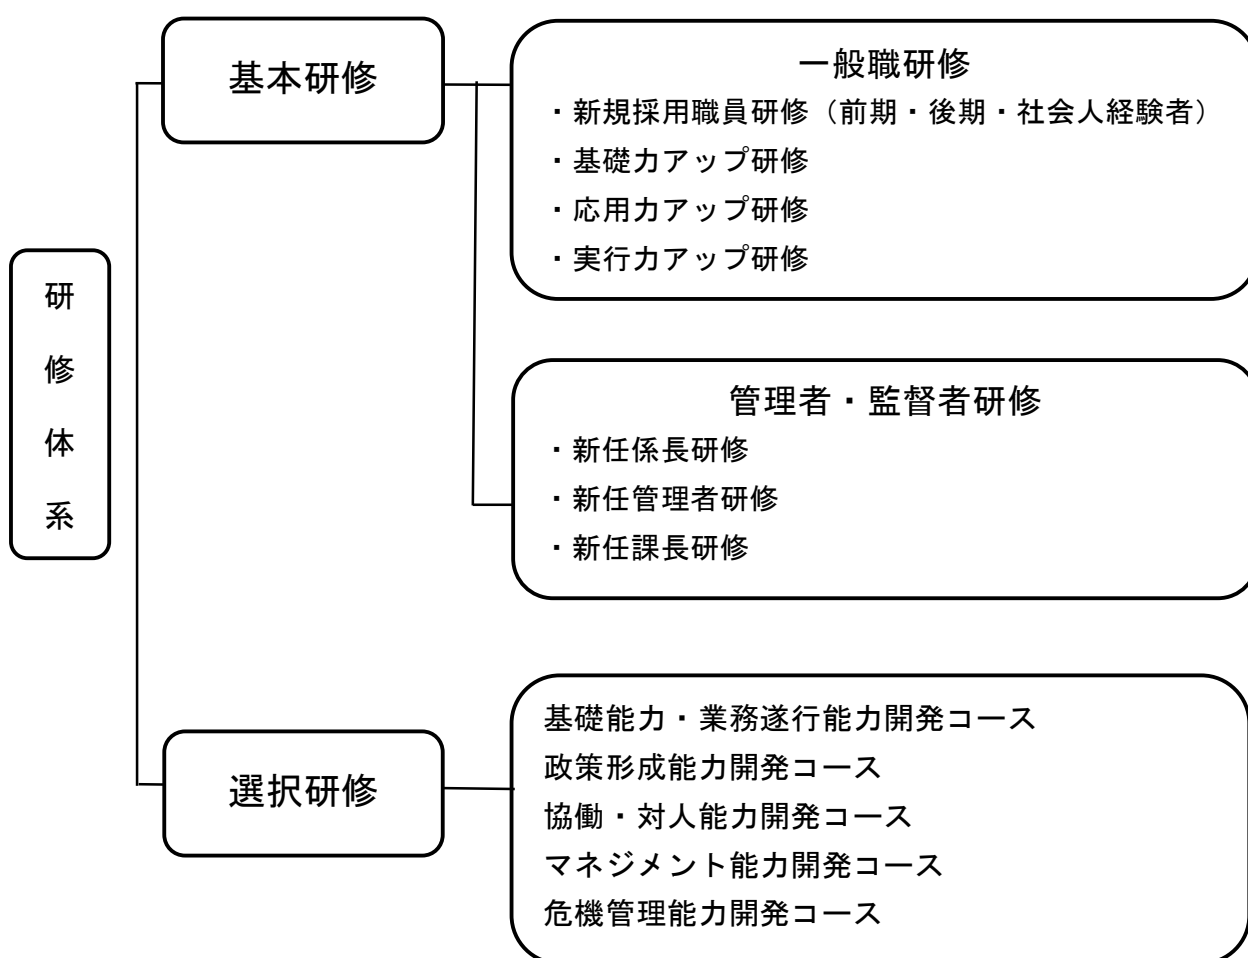 研修体系
基本研修
一般職研修
・新規採用職員研修（前期・後期・社会人経験者）
・基礎力アップ研修
・応用力アップ研修
・実行力アップ研修
管理者・監督者研修
・新任係長研修
・新任管理者研修
・新任課長研修
選択研修
基礎能力・業務遂行能力開発コース
政策形成能力開発コース
協働・対人能力開発コース
マネジメント能力開発コース
危機管理能力開発コース